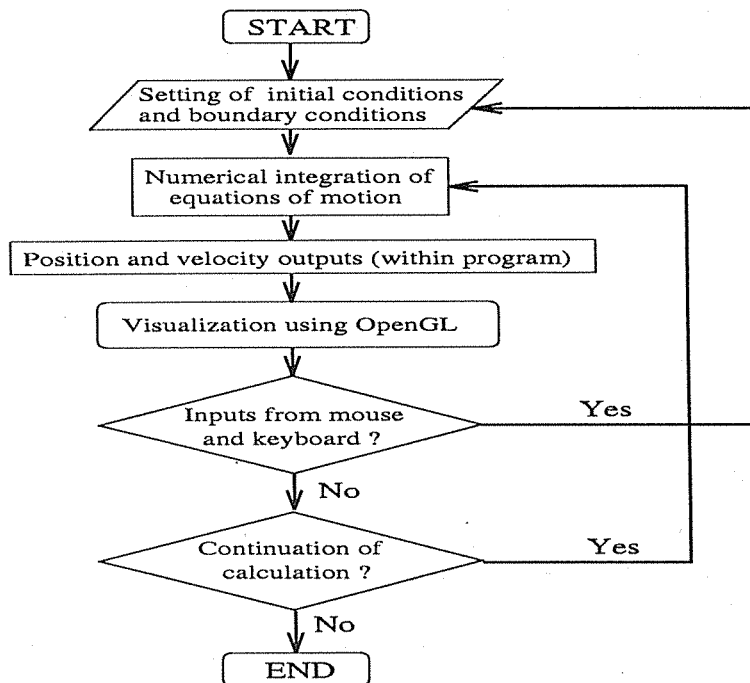 START
Setting of initial conditions
and boundary conditions
Numerical integration of
equations of motion
Position and velocity outputs (within program)
Visualization using OpenGL
Inputs from mouse
and keyboard ?
Yes
No
Continuation of
calculation ?
Yes
No
END